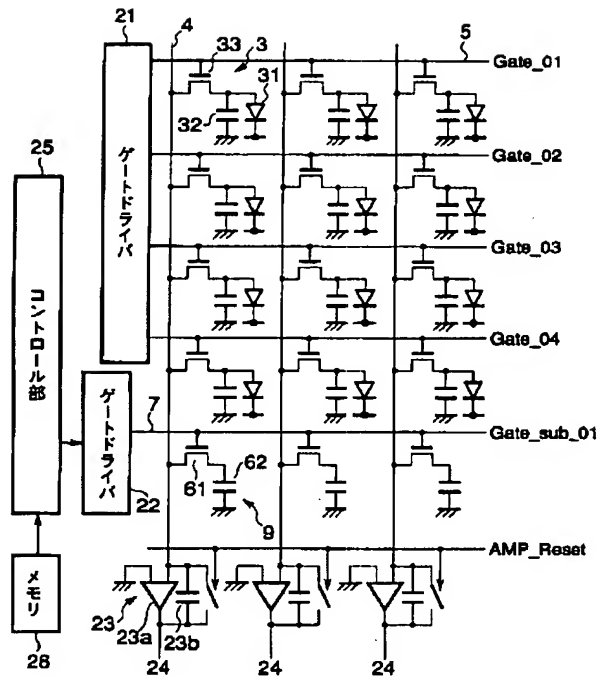 21
4
33
3
5
Gate_01
31
32
25
ゲートドライバ
Gate_02
Gate_03
コントロール部
Gate_04
ゲートドライバ
7
Gate_sub_01
61
62
22
9
AMP_Reset
メモリ
23
23a
23b
28
24
24
24